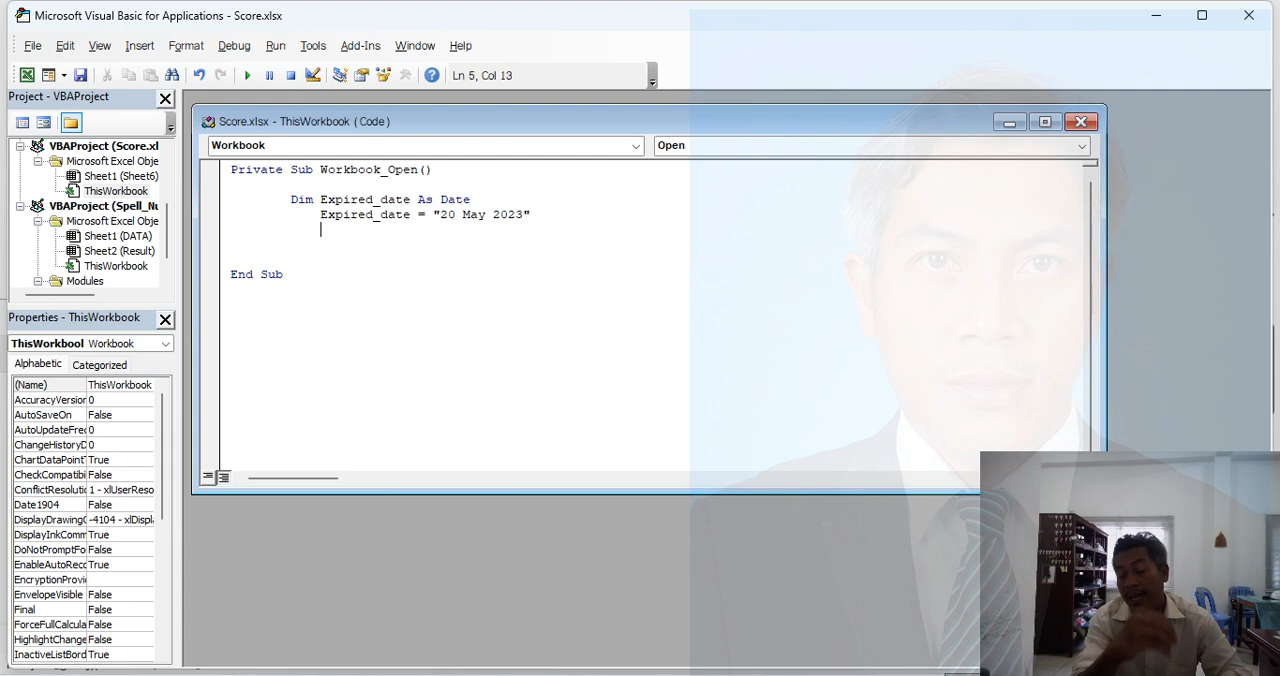 Microsoft Visual Basic for Applications - Score.xlsx
File Edit View Insert Format Debug Run Tools Add-Ins Window Help
Ln 5, Col 13
Project - VBAProject
VBAProject (Score.xl
Microsoft Excel Obje
Sheet1 (Sheet6)
ThisWorkbook
VBAProject (Spell_Nu
Microsoft Excel Obje
Sheet1 (DATA)
Sheet2 (Result)
ThisWorkbook
Modules
Properties - ThisWorkbook
ThisWorkbool Workbook
Alphabetic Categorized
(Name) ThisWorkbook
AccuracyVersior 0
AutoSaveOn False
AutoUpdateFrec 0
ChangeHistoryD 0
ChartDataPointT True
CheckCompatibi False
ConflictResolutio 1 - xlUserReso
Date1904 False
DisplayDrawingO -4104 - xlDispla
DisplayInkComm True
DoNotPromptFo False
EnableAutoReco True
EncryptionProvi
EnvelopeVisible False
Final False
ForceFullCalcula False
HighlightChange False
InactiveListBord True
Score.xlsx - ThisWorkbook (Code)
Workbook Open
Private Sub Workbook_Open()
Dim Expired_date As Date
Expired_date = "20 May 2023"
End Sub